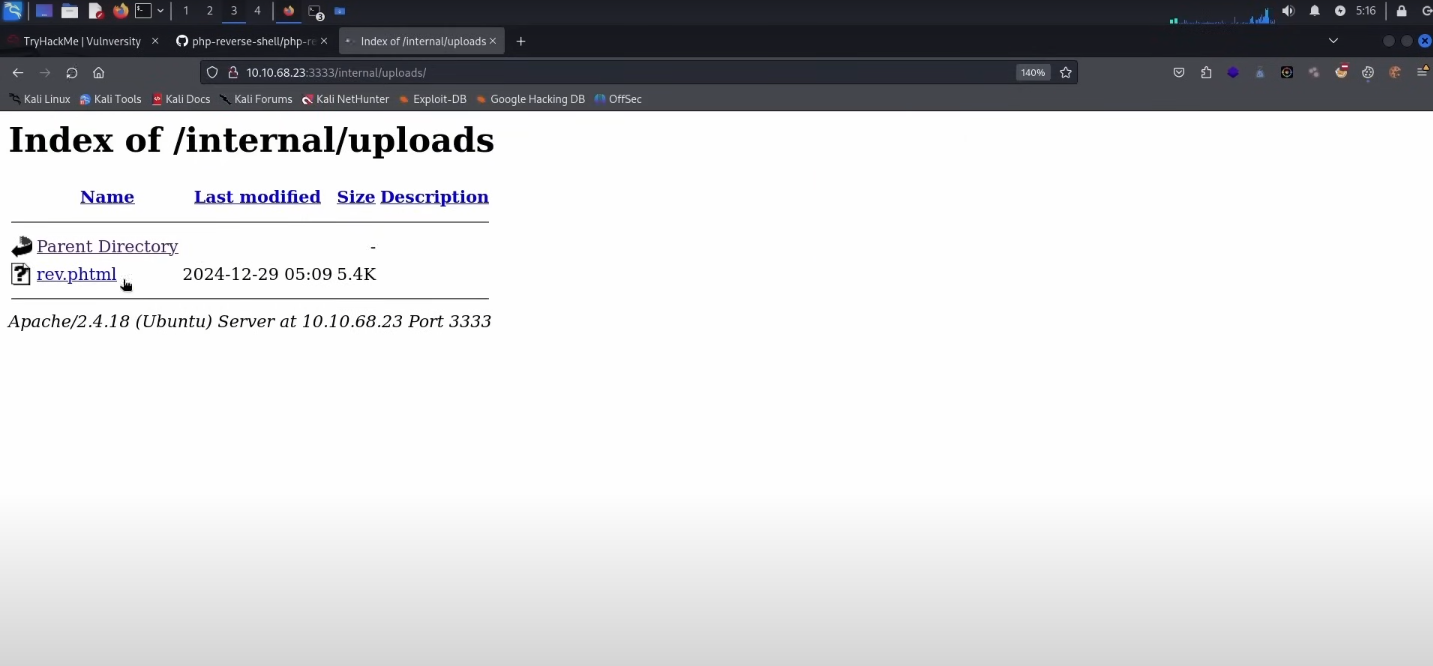 1 2 3 4 3 5:16
TryHackMe | Vulnversity php-reverse-shell/php-re Index of /internal/uploads
10.10.68.23:3333/internal/uploads/ 140%
Kali Linux Kali Tools Kali Docs Kali Forums Kali NetHunter Exploit-DB Google Hacking DB OffSec
Index of /internal/uploads
Name Last modified Size Description
Parent Directory -
rev.phtml 2024-12-29 05:09 5.4K
Apache/2.4.18 (Ubuntu) Server at 10.10.68.23 Port 3333